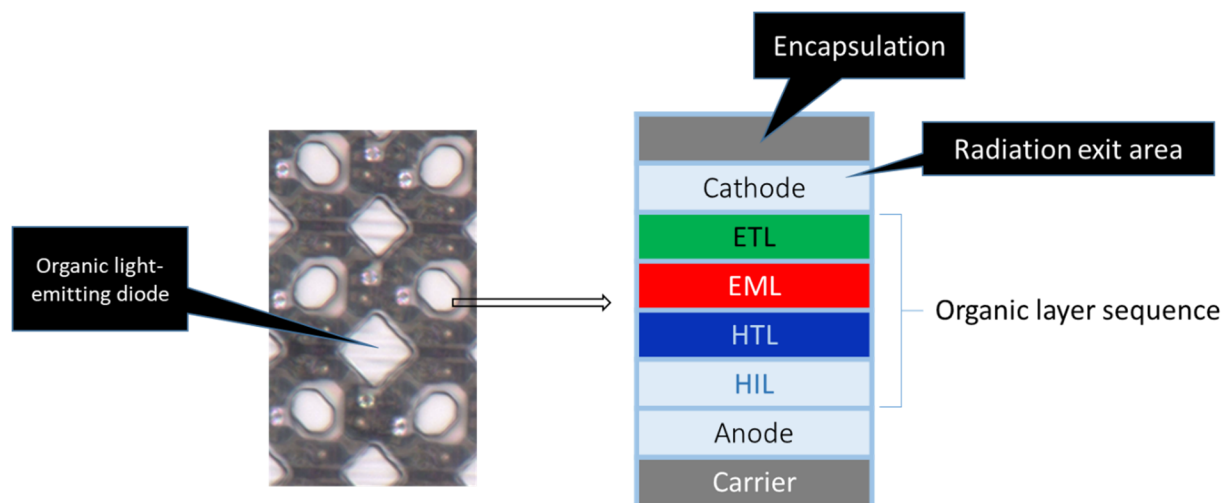 Encapsulation
Radiation exit area
Cathode
ETL
Organic light-
emitting diode
EML
Organic layer sequence
HTL
HIL
Anode
Carrier